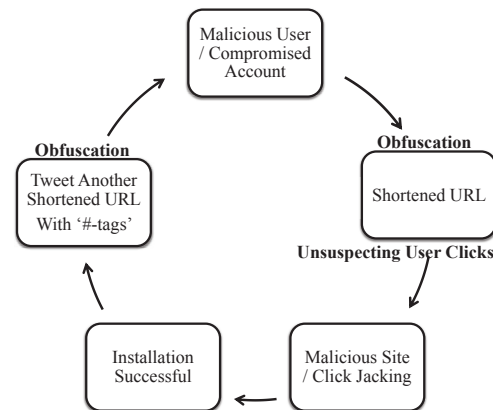 Malicious User
/ Compromised
Account
Obfuscation
Shortened URL
Unsuspecting User Clicks
Malicious Site
/ Click Jacking
Installation
Successful
Obfuscation
Tweet Another
Shortened URL
With ‘#-tags’